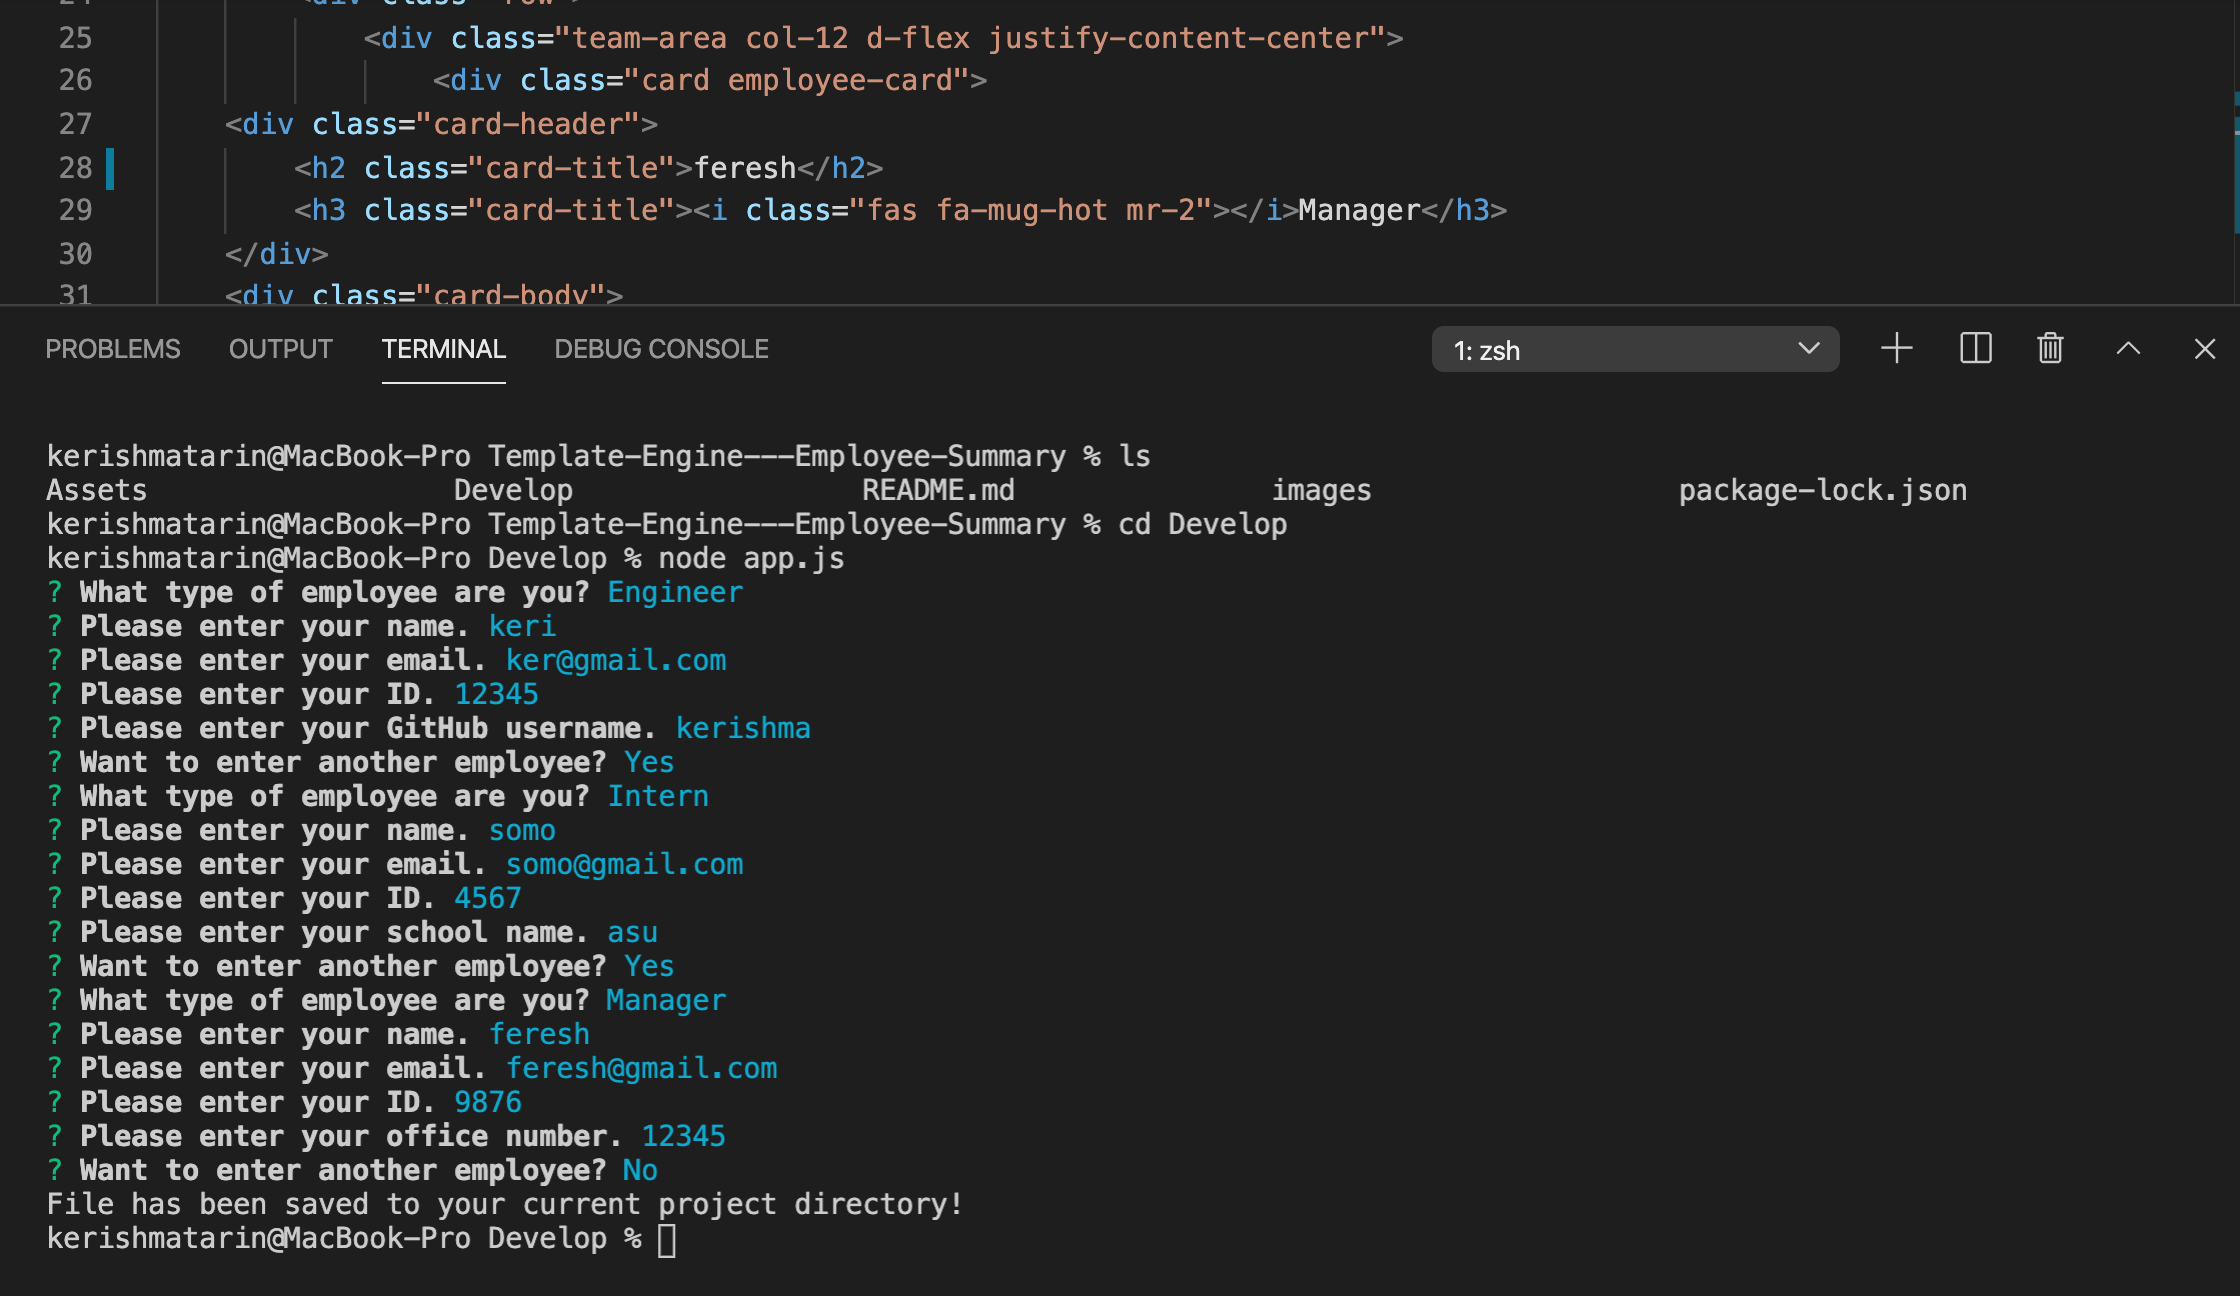 24 <div class="row">
25 <div class="team-area col-12 d-flex justify-content-center">
26 <div class="card employee-card">
27 <div class="card-header">
28 <h2 class="card-title">feresh</h2>
29 <h3 class="card-title"><i class="fas fa-mug-hot mr-2"></i>Manager</h3>
30 </div>
31 <div class="card-body">
PROBLEMS OUTPUT TERMINAL DEBUG CONSOLE 1: zsh
kerishmatarin@MacBook-Pro Template-Engine---Employee-Summary % ls
Assets Develop README.md images package-lock.json
kerishmatarin@MacBook-Pro Template-Engine---Employee-Summary % cd Develop
kerishmatarin@MacBook-Pro Develop % node app.js
? What type of employee are you? Engineer
? Please enter your name. keri
? Please enter your email. ker@gmail.com
? Please enter your ID. 12345
? Please enter your GitHub username. kerishma
? Want to enter another employee? Yes
? What type of employee are you? Intern
? Please enter your name. somo
? Please enter your email. somo@gmail.com
? Please enter your ID. 4567
? Please enter your school name. asu
? Want to enter another employee? Yes
? What type of employee are you? Manager
? Please enter your name. feresh
? Please enter your email. feresh@gmail.com
? Please enter your ID. 9876
? Please enter your office number. 12345
? Want to enter another employee? No
File has been saved to your current project directory!
kerishmatarin@MacBook-Pro Develop %